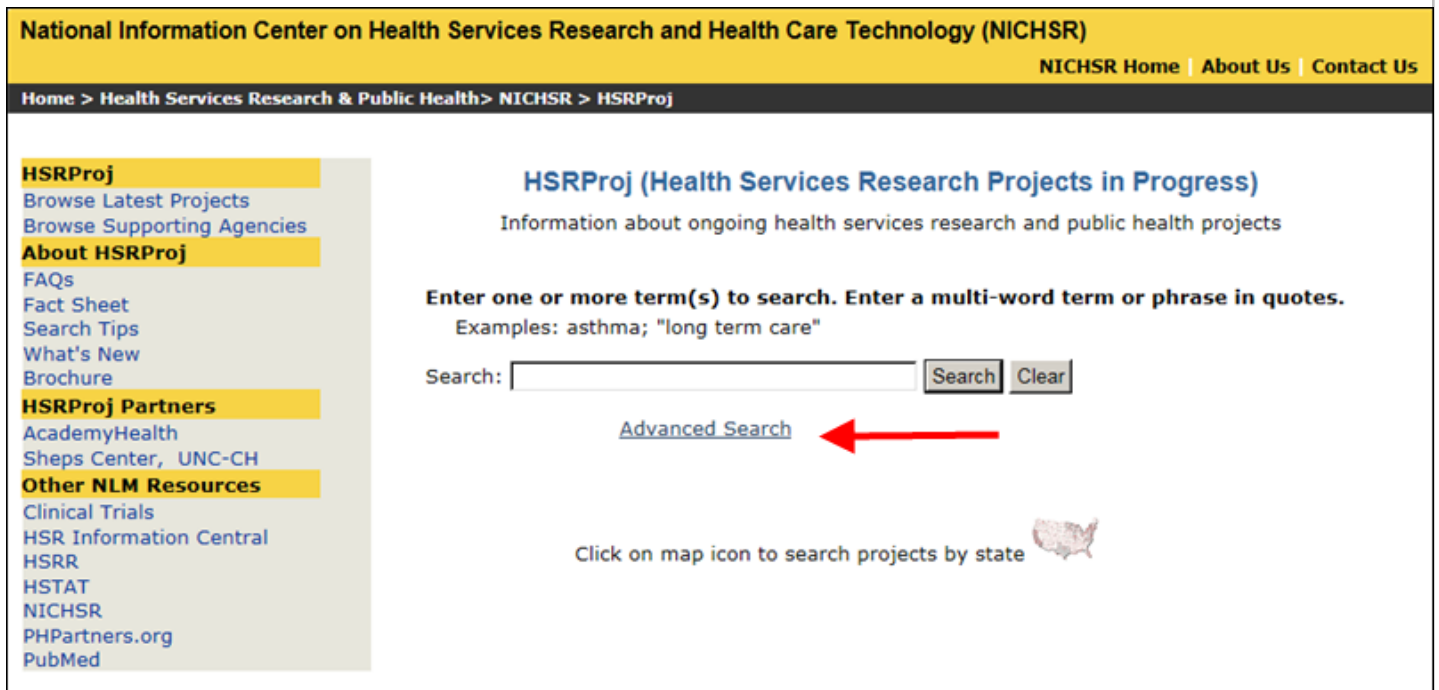 National Information Center on Health Services Research and Health Care Technology (NICHSR)
NICHSR Home | About Us | Contact Us
Home > Health Services Research & Public Health> NICHSR > HSRProj
HSRProj
Browse Latest Projects
Browse Supporting Agencies
About HSRProj
FAQs
Fact Sheet
Search Tips
What's New
Brochure
HSRProj Partners
AcademyHealth
Sheps Center, UNC-CH
Other NLM Resources
Clinical Trials
HSR Information Central
HSRR
HSTAT
NICHSR
PHPartners.org
PubMed
HSRProj (Health Services Research Projects in Progress)
Information about ongoing health services research and public health projects
Enter one or more term(s) to search. Enter a multi-word term or phrase in quotes.
Examples: asthma; "long term care"
Search: Search Clear
Advanced Search
Click on map icon to search projects by state